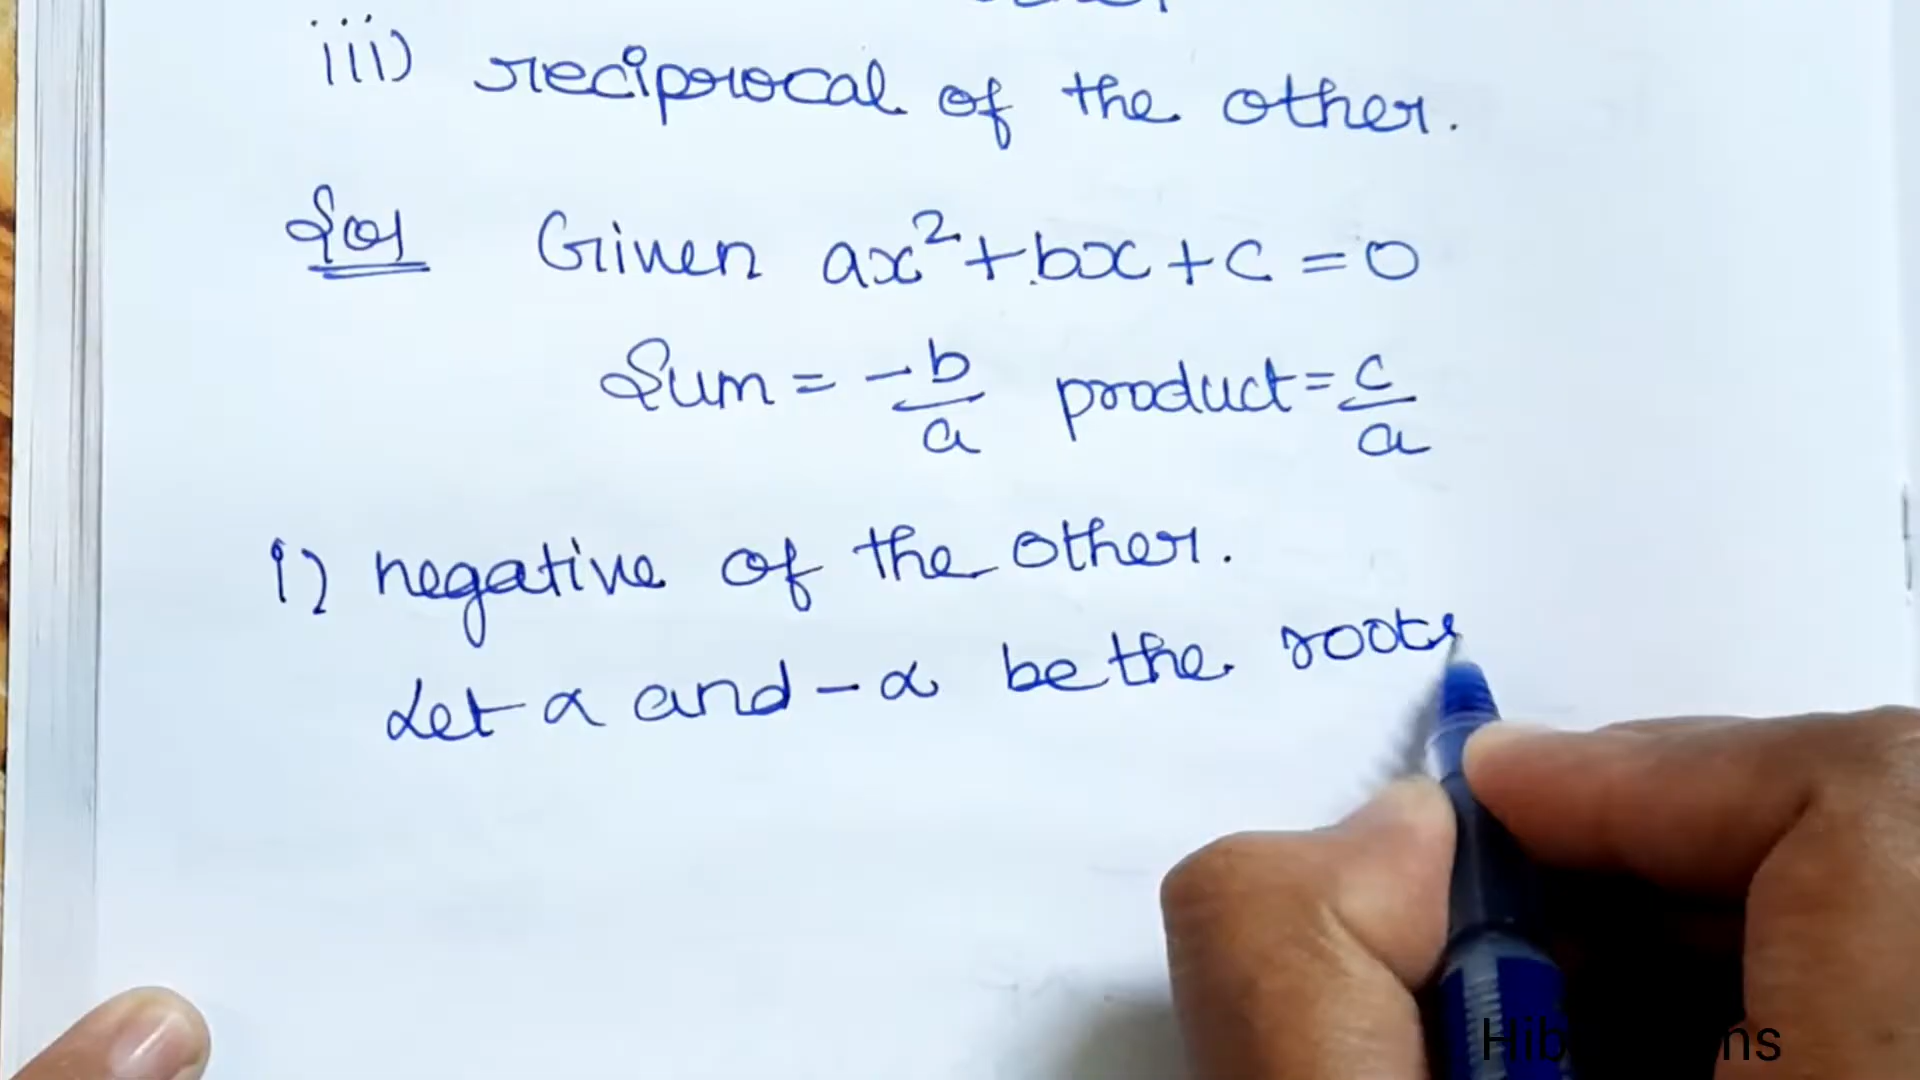 iii) reciprocal of the other.
Sol Given ax²+bx+c=0
Sum = -b/a product = c/a
i) negative of the other.
Let α and -α be the roots